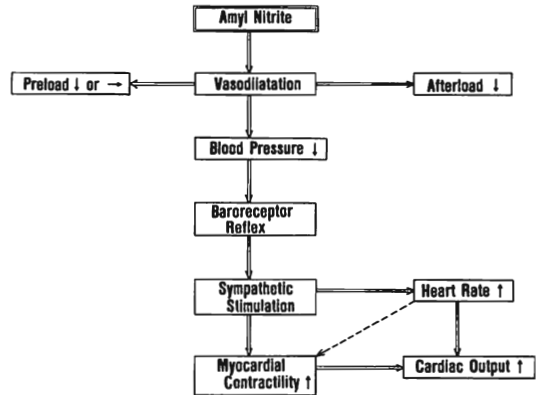 Amyl Nitrite
Preload ↓ or →
Vasodilatation
Afterload ↓
Blood Pressure ↓
Baroreceptor
Reflex
Sympathetic
Stimulation
Heart Rate ↑
Myocardial
Contractility ↑
Cardiac Output ↑